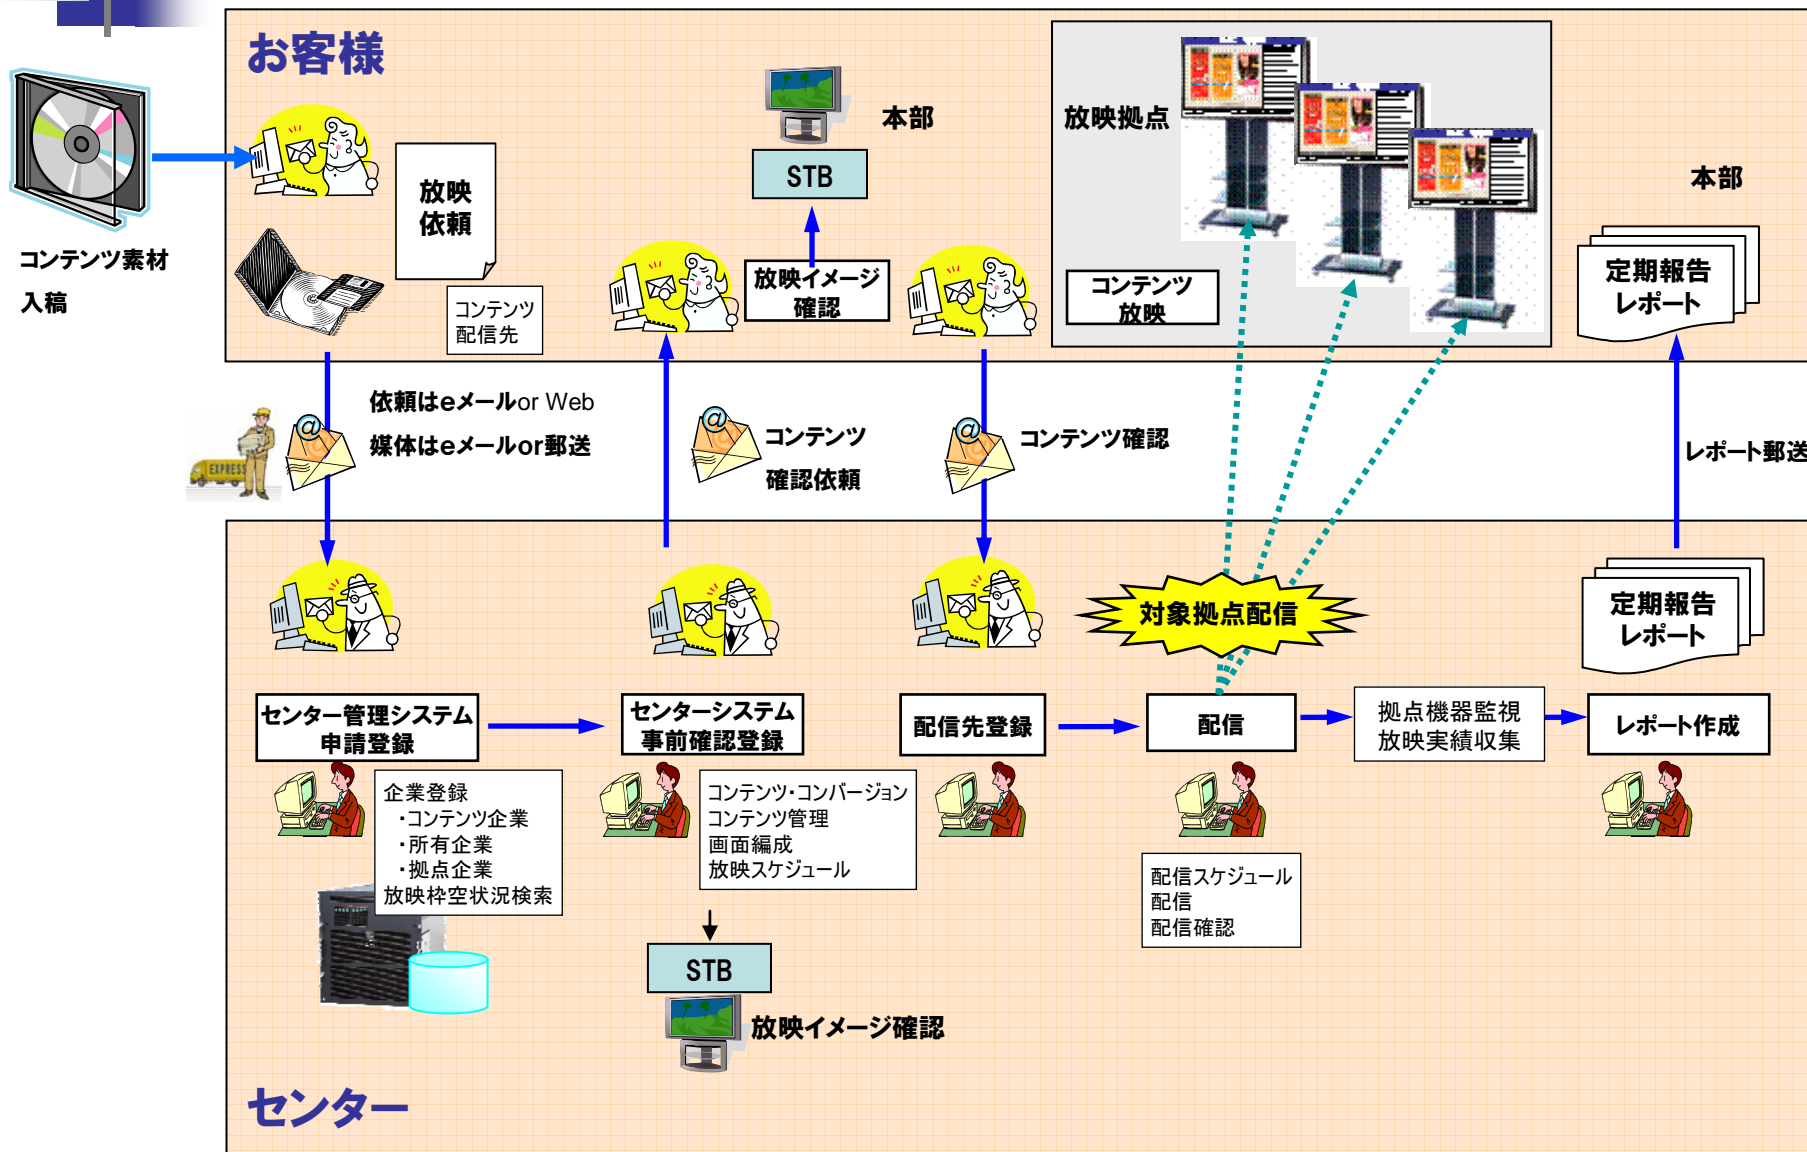 お客様
コンテンツ素材
入稿
放映
依頼
コンテンツ
配信先
本部
STB
放映イメージ
確認
放映拠点
コンテンツ
放映
本部
定期報告
レポート
依頼はeメールor Web
媒体はeメールor郵送
EXPRESS
@
コンテンツ
確認依頼
@
コンテンツ確認
@
レポート郵送
対象拠点配信
定期報告
レポート
センター管理システム
申請登録
センターシステム
事前確認登録
配信先登録
配信
拠点機器監視
放映実績収集
レポート作成
企業登録
・コンテンツ企業
・所有企業
・拠点企業
放映枠空状況検索
コンテンツ・コンバージョン
コンテンツ管理
画面編成
放映スケジュール
配信スケジュール
配信
配信確認
STB
放映イメージ確認
センター